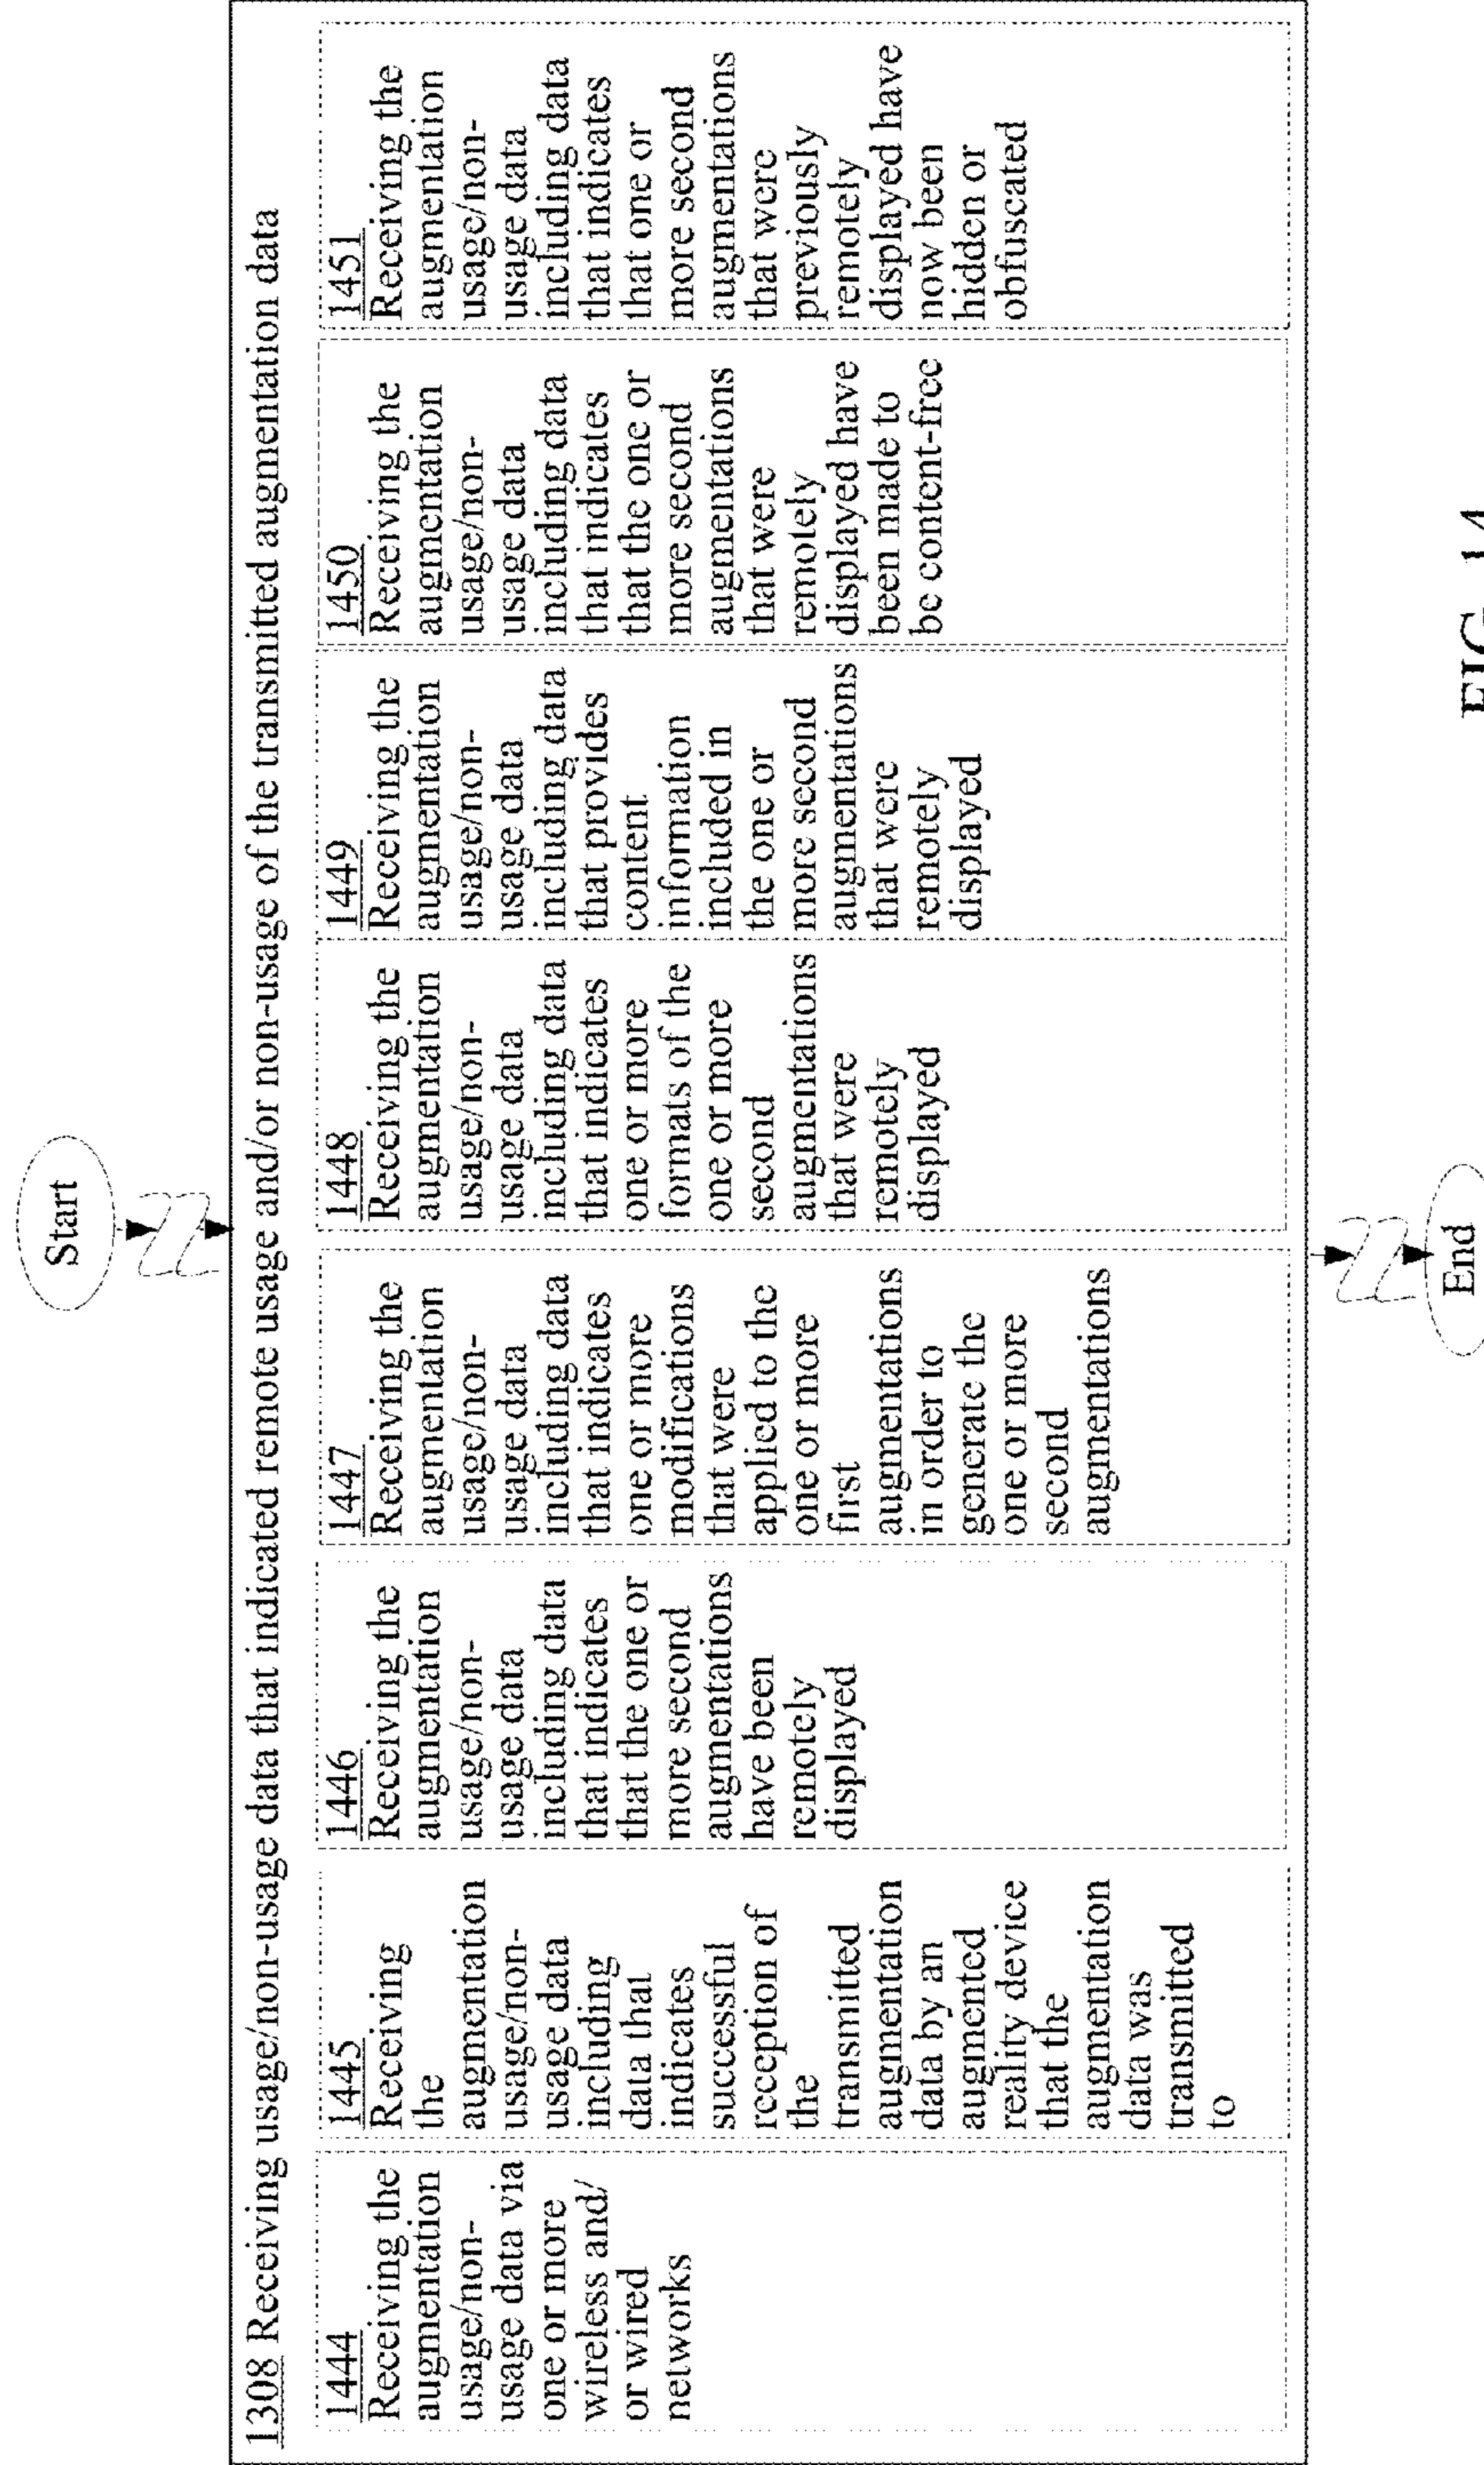 Start
1308 Receiving usage/non-usage data that indicated remote usage and/or non-usage of the transmitted augmentation data
1444
Receiving the
augmentation
usage/non-
usage data via
one or more
wireless and/
or wired
networks
1445
Receiving
the
augmentation
usage/non-
usage data
including
data that
indicates
successful
reception of
the
transmitted
augmentation
data by an
augmented
reality device
that the
augmentation
data was
transmitted
to
1446
Receiving the
augmentation
usage/non-
usage data
including data
that indicates
that the one or
more second
augmentations
have been
remotely
displayed
1447
Receiving the
augmentation
usage/non-
usage data
including data
that indicates
one or more
modifications
that were
applied to the
one or more
first
augmentations
in order to
generate the
one or more
second
augmentations
1448
Receiving the
augmentation
usage/non-
usage data
including data
that indicates
one or more
formats of the
one or more
second
augmentations
that were
remotely
displayed
1449
Receiving the
augmentation
usage/non-
usage data
including data
that provides
content
information
included in
the one or
more second
augmentations
that were
remotely
displayed
1450
Receiving the
augmentation
usage/non-
usage data
including data
that indicates
that the one or
more second
augmentations
that were
remotely
displayed have
been made to
be content-free
1451
Receiving the
augmentation
usage/non-
usage data
including data
that indicates
that one or
more second
augmentations
that were
previously
remotely
displayed have
now been
hidden or
obfuscated
End
FIG. 14